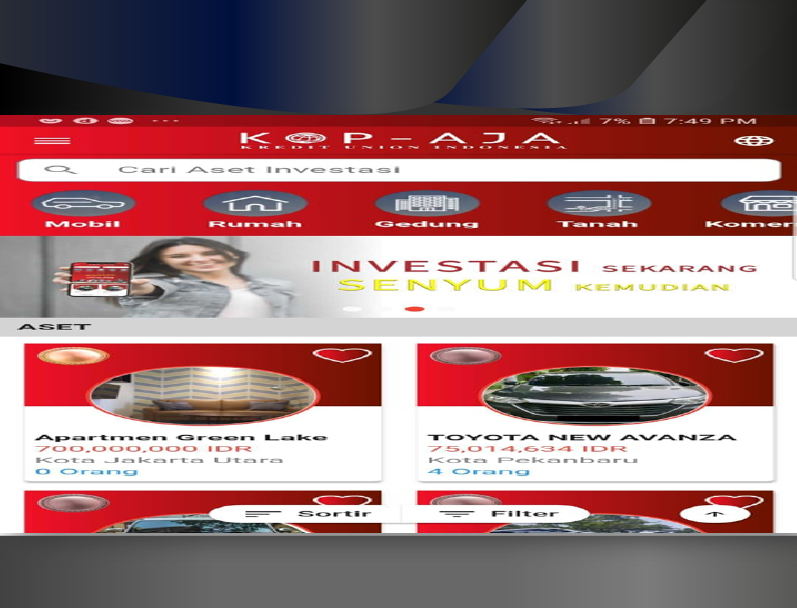 7% 7:49 PM
KOP-AJA
KREDIT UNION INDONESIA
Cari Aset Investasi
Mobil Rumah Gedung Tanah Komer
INVESTASI SEKARANG
SENYUM KEMUDIAN
ASET
Apartmen Green Lake
700,000,000 IDR
Kota Jakarta Utara
0 Orang
TOYOTA NEW AVANZA
75,014,634 IDR
Kota Pekanbaru
4 Orang
Sortir Filter